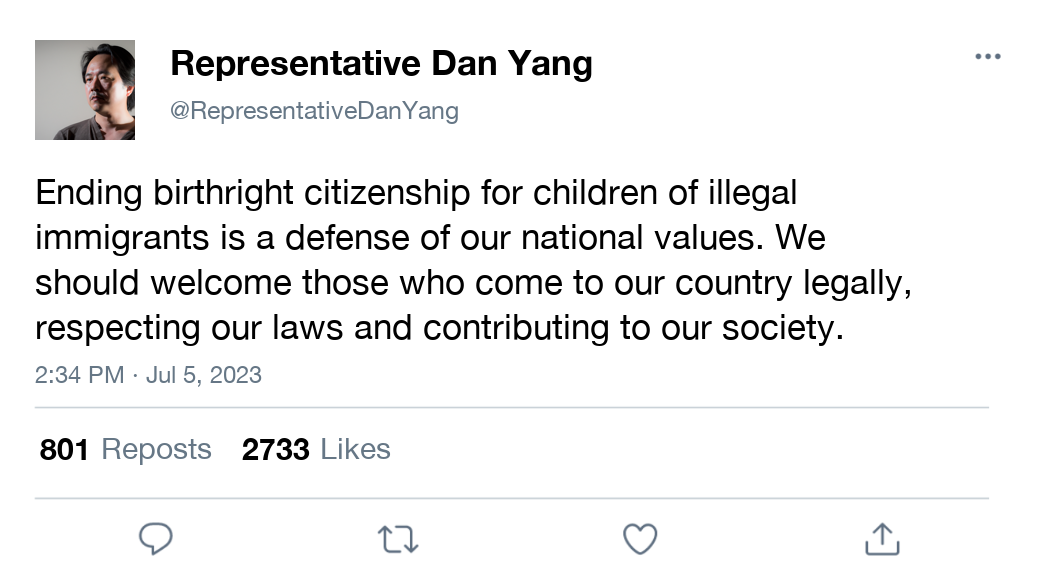 Representative Dan Yang
@RepresentativeDanYang
Ending birthright citizenship for children of illegal
immigrants is a defense of our national values. We
should welcome those who come to our country legally,
respecting our laws and contributing to our society.
2:34 PM · Jul 5, 2023
801 Reposts 2733 Likes